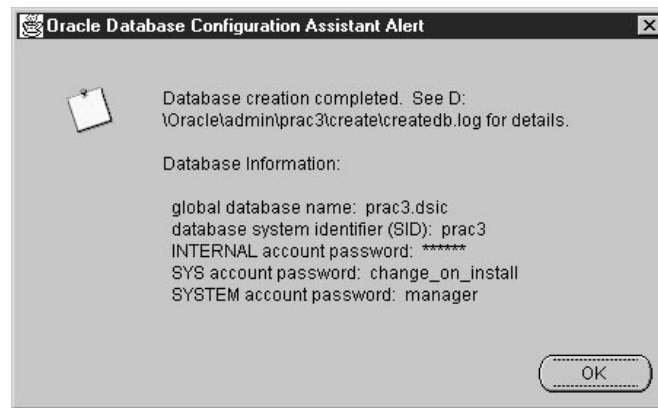 Oracle Database Configuration Assistant Alert
Database creation completed. See D:
\Oracle\admin\prac3\create\createdb.log for details.
Database Information:
global database name: prac3.dsic
database system identifier (SID): prac3
INTERNAL account password: ******
SYS account password: change_on_install
SYSTEM account password: manager
OK